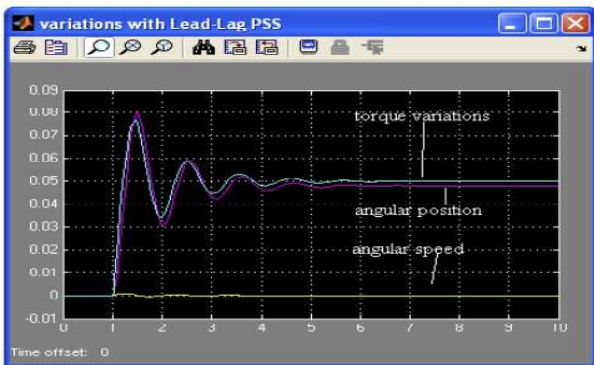 variations with Lead-Lag PSS
0.09
0.08
0.07
0.06
0.05
0.04
0.03
0.02
0.01
0
-0.01
torque variations
angular position
angular speed
0 1 2 3 4 5 6 7 8 9 10
Time offset: 0